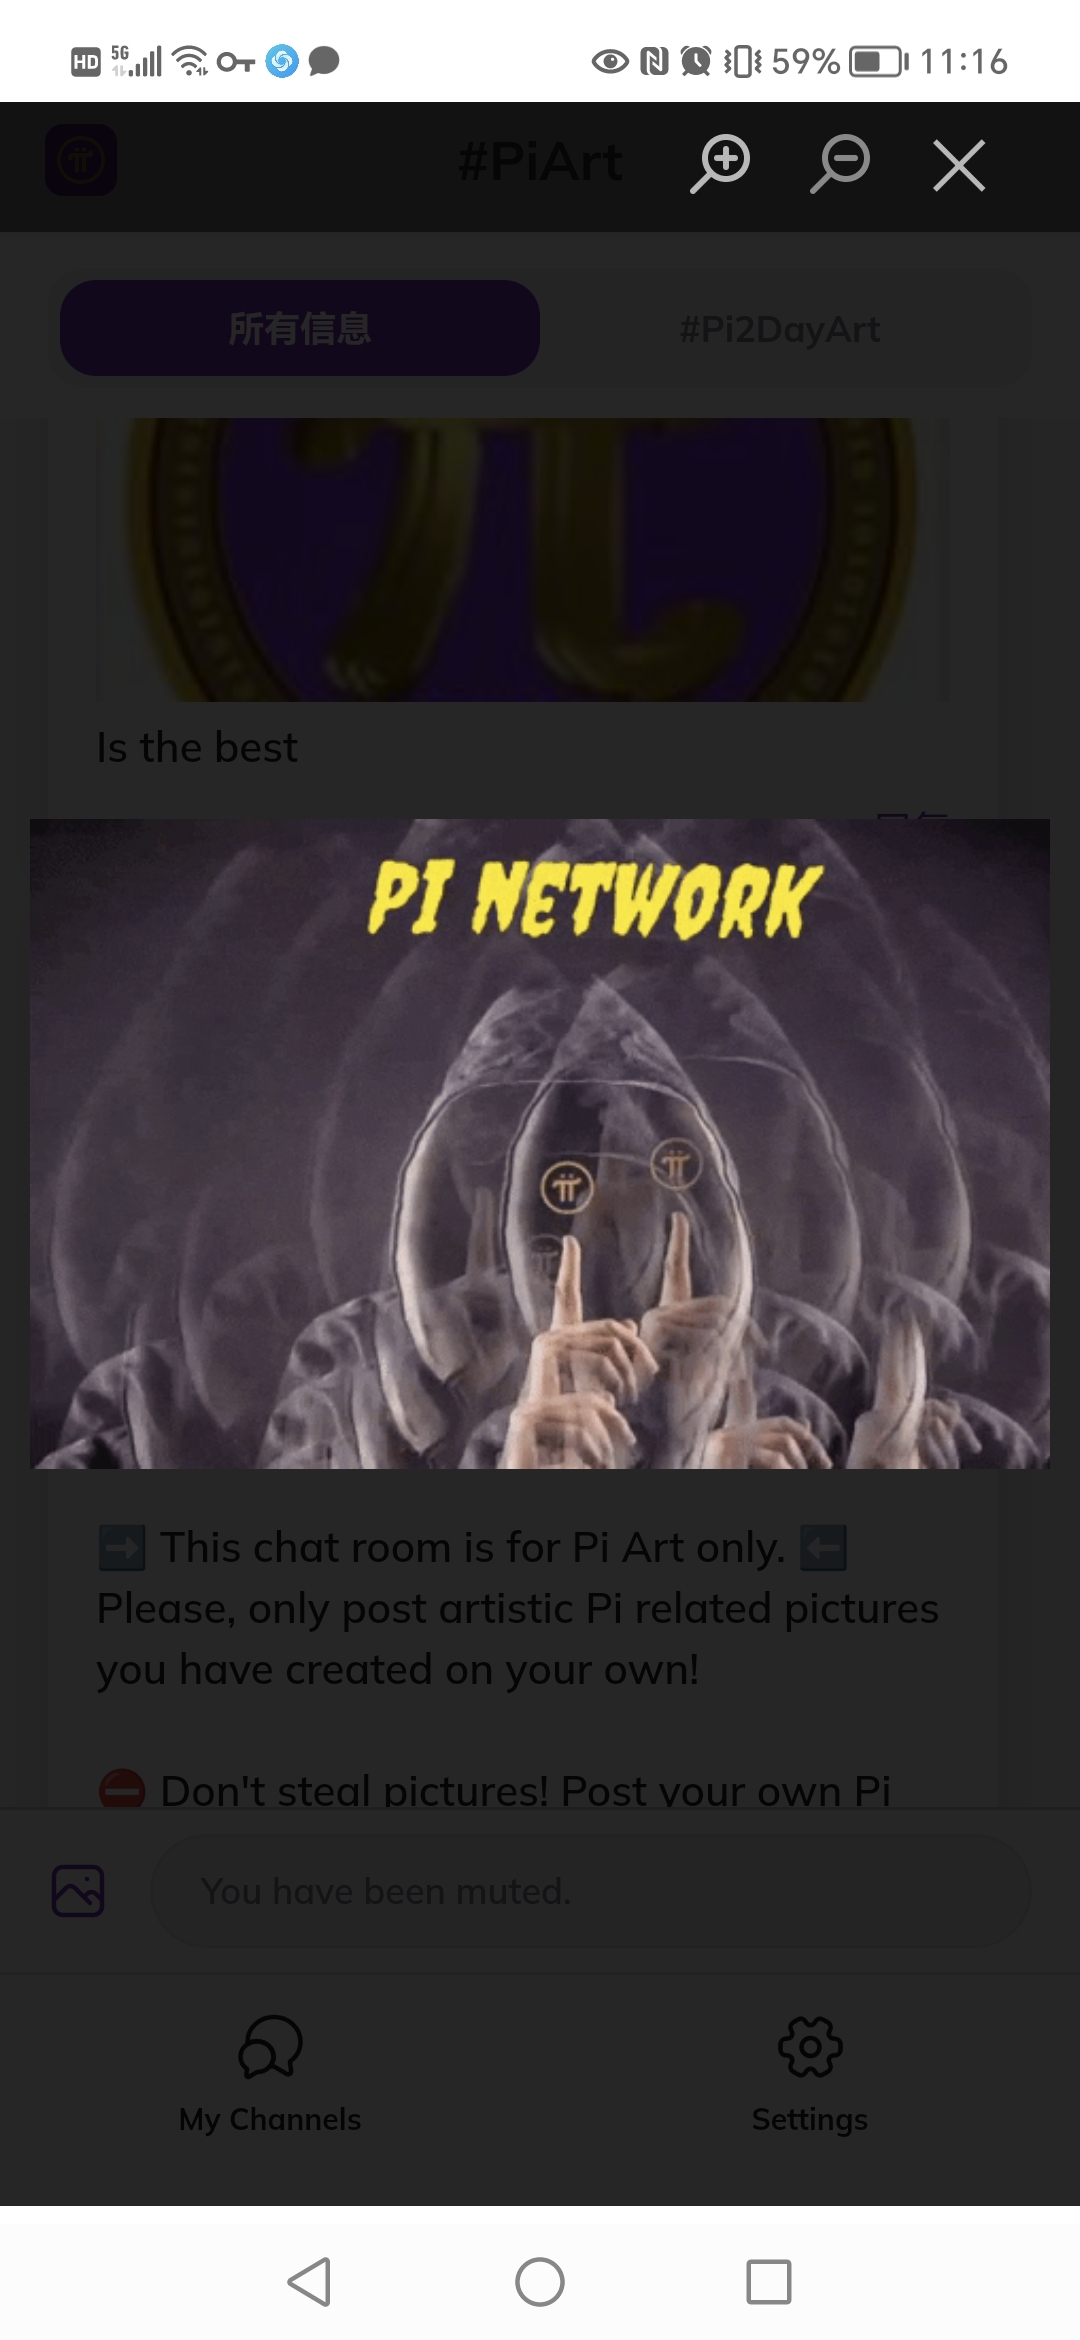 HD 5G 59% 11:16
#PiArt
所有信息 #Pi2DayArt
Is the best
PI NETWORK
➡️ This chat room is for Pi Art only. ⬅️
Please, only post artistic Pi related pictures
you have created on your own!
⛔ Don't steal pictures! Post your own Pi
You have been muted.
My Channels Settings